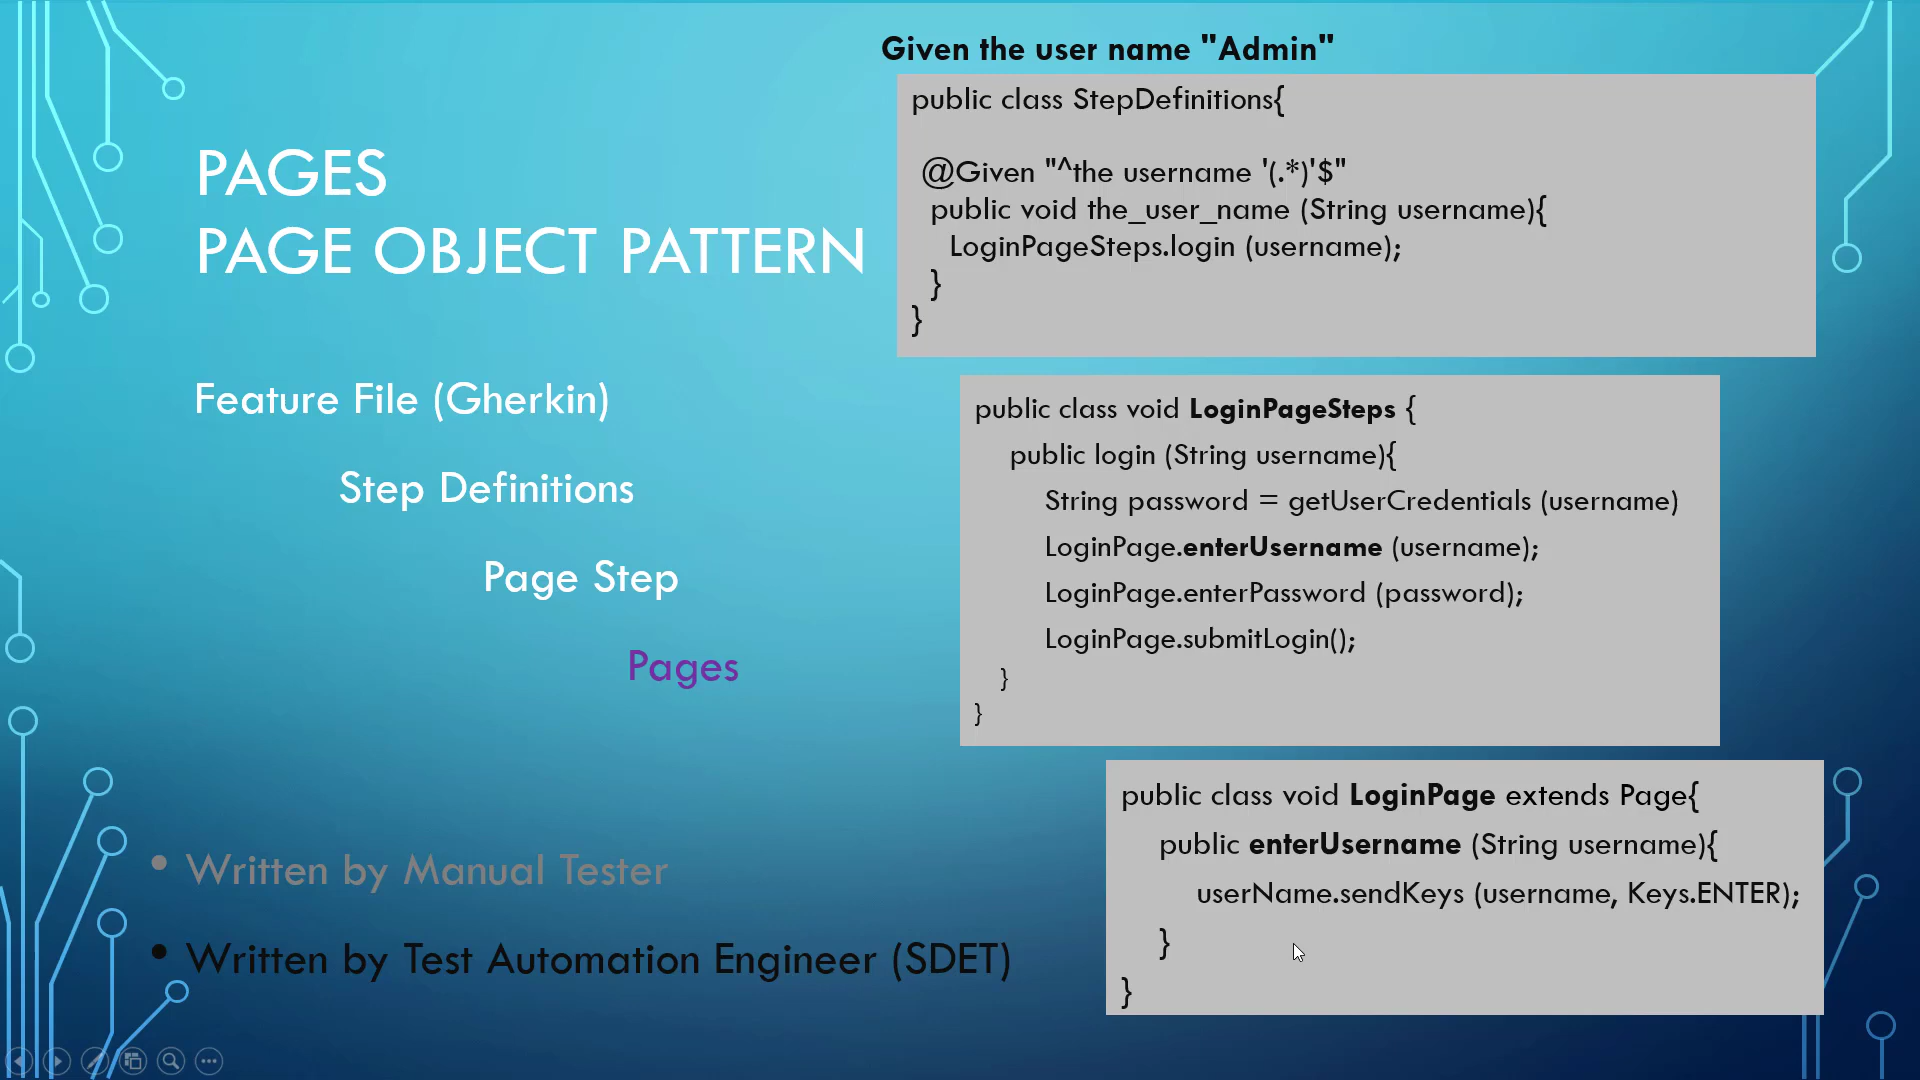 PAGES
PAGE OBJECT PATTERN
Feature File (Gherkin)
Step Definitions
Page Step
Pages
• Written by Manual Tester
• Written by Test Automation Engineer (SDET)
Given the user name "Admin"
public class StepDefinitions{
@Given "^the username '(.*)'$"
public void the_user_name (String username){
LoginPageSteps.login (username);
}
}
public class void LoginPageSteps {
public login (String username){
String password = getUserCredentials (username)
LoginPage.enterUsername (username);
LoginPage.enterPassword (password);
LoginPage.submitLogin();
}
}
public class void LoginPage extends Page{
public enterUsername (String username){
userName.sendKeys (username, Keys.ENTER);
}
}